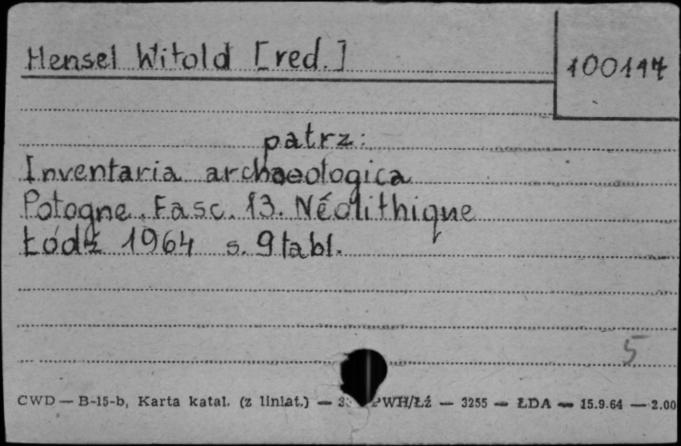 Hensel Witold [red.]
100117
patrz:
Inventaria archaeologica
Pologne. Fasc. 13. Néolithique
Łódź 1964 s. 9 tabl.
5
CWD — B-15-b, Karta katal. (z liniat.) — PWH/Łź — 3255 — ŁDA — 15.9.64 — 2.00